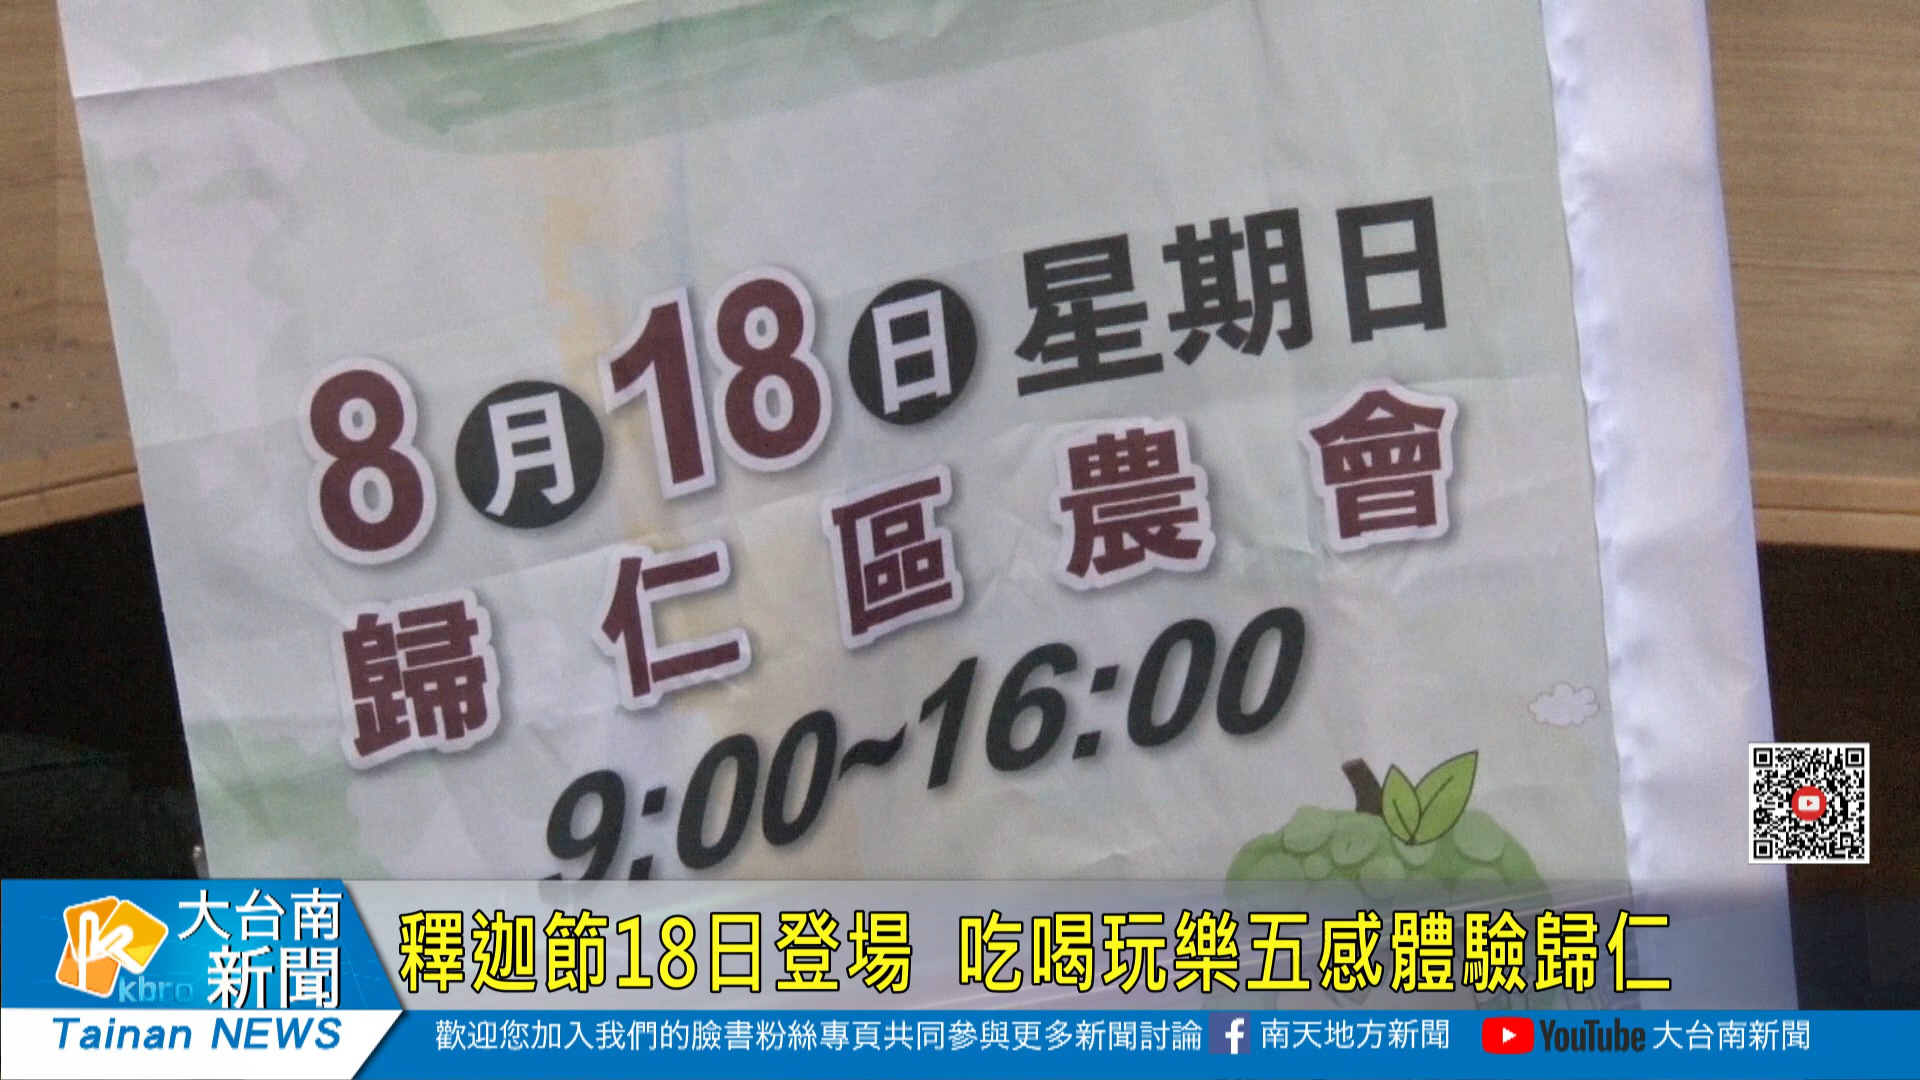 8月18日 星期日
歸仁區農會
9:00~16:00
大台南
新聞
kbro
Tainan NEWS
釋迦節18日登場 吃喝玩樂五感體驗歸仁
歡迎您加入我們的臉書粉絲專頁共同參與更多新聞討論 南天地方新聞 YouTube 大台南新聞